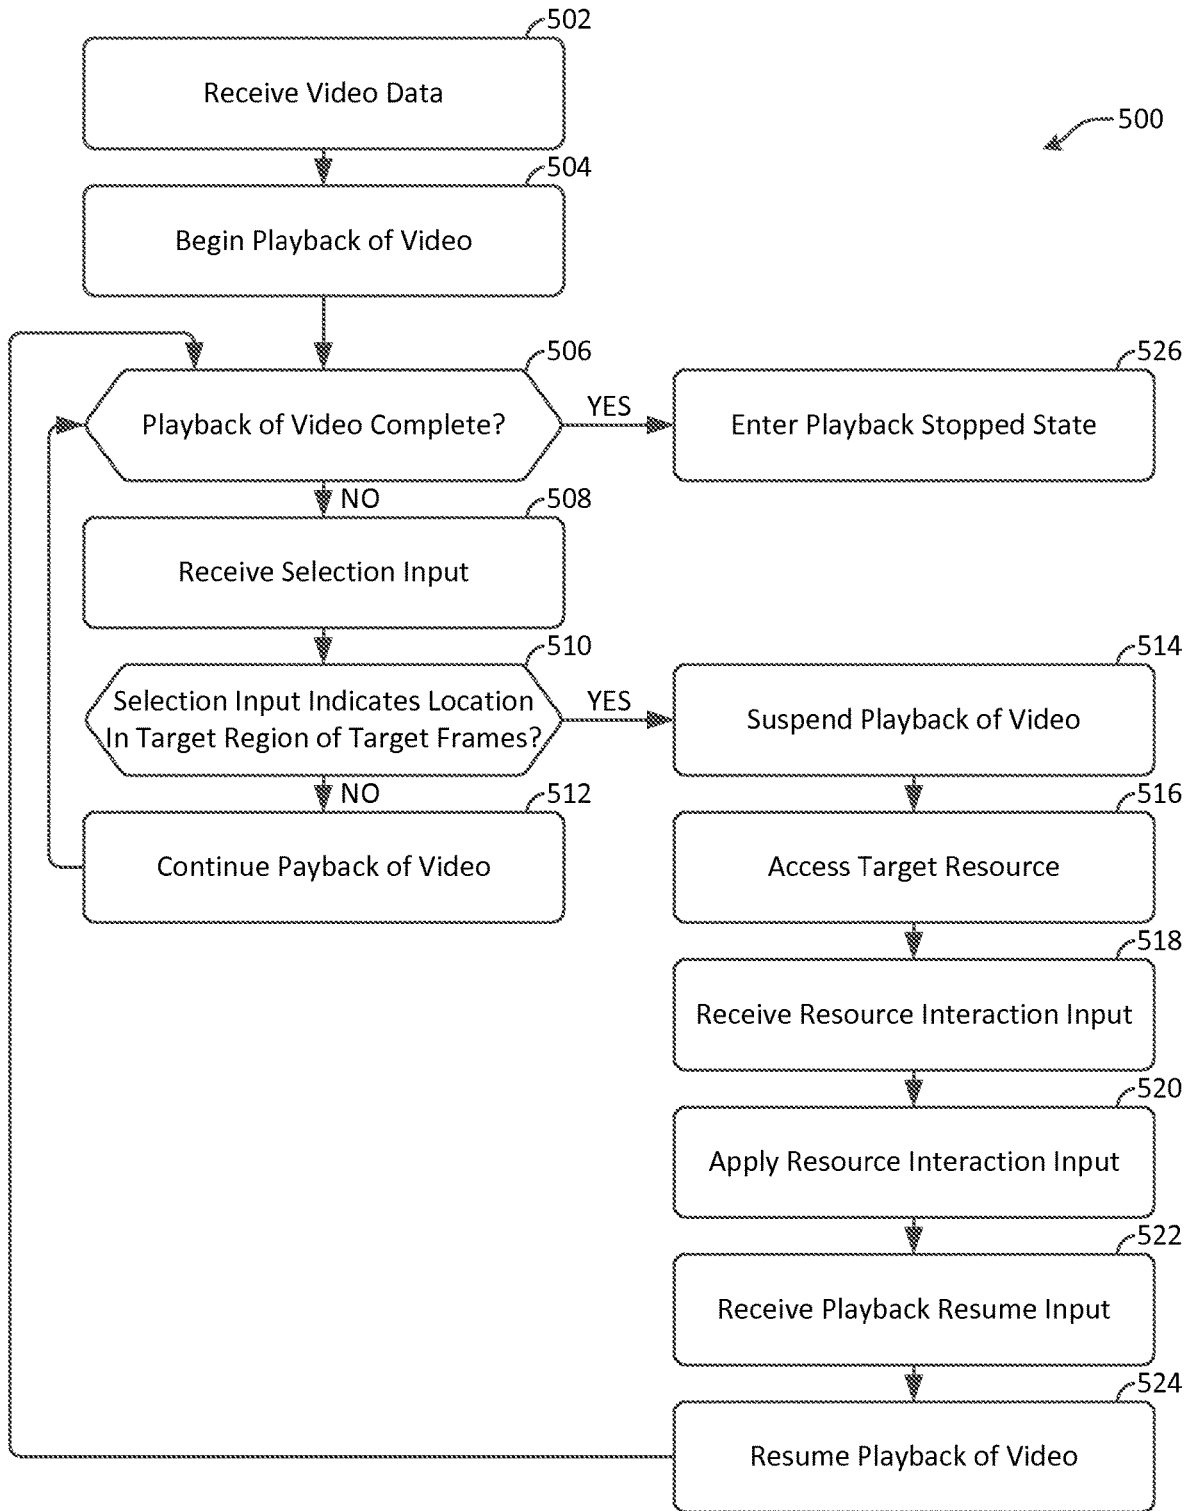 502
Receive Video Data
500
504
Begin Playback of Video
506
Playback of Video Complete?
YES
526
Enter Playback Stopped State
NO
508
Receive Selection Input
510
Selection Input Indicates Location
In Target Region of Target Frames?
YES
514
Suspend Playback of Video
NO
512
Continue Payback of Video
516
Access Target Resource
518
Receive Resource Interaction Input
520
Apply Resource Interaction Input
522
Receive Playback Resume Input
524
Resume Playback of Video